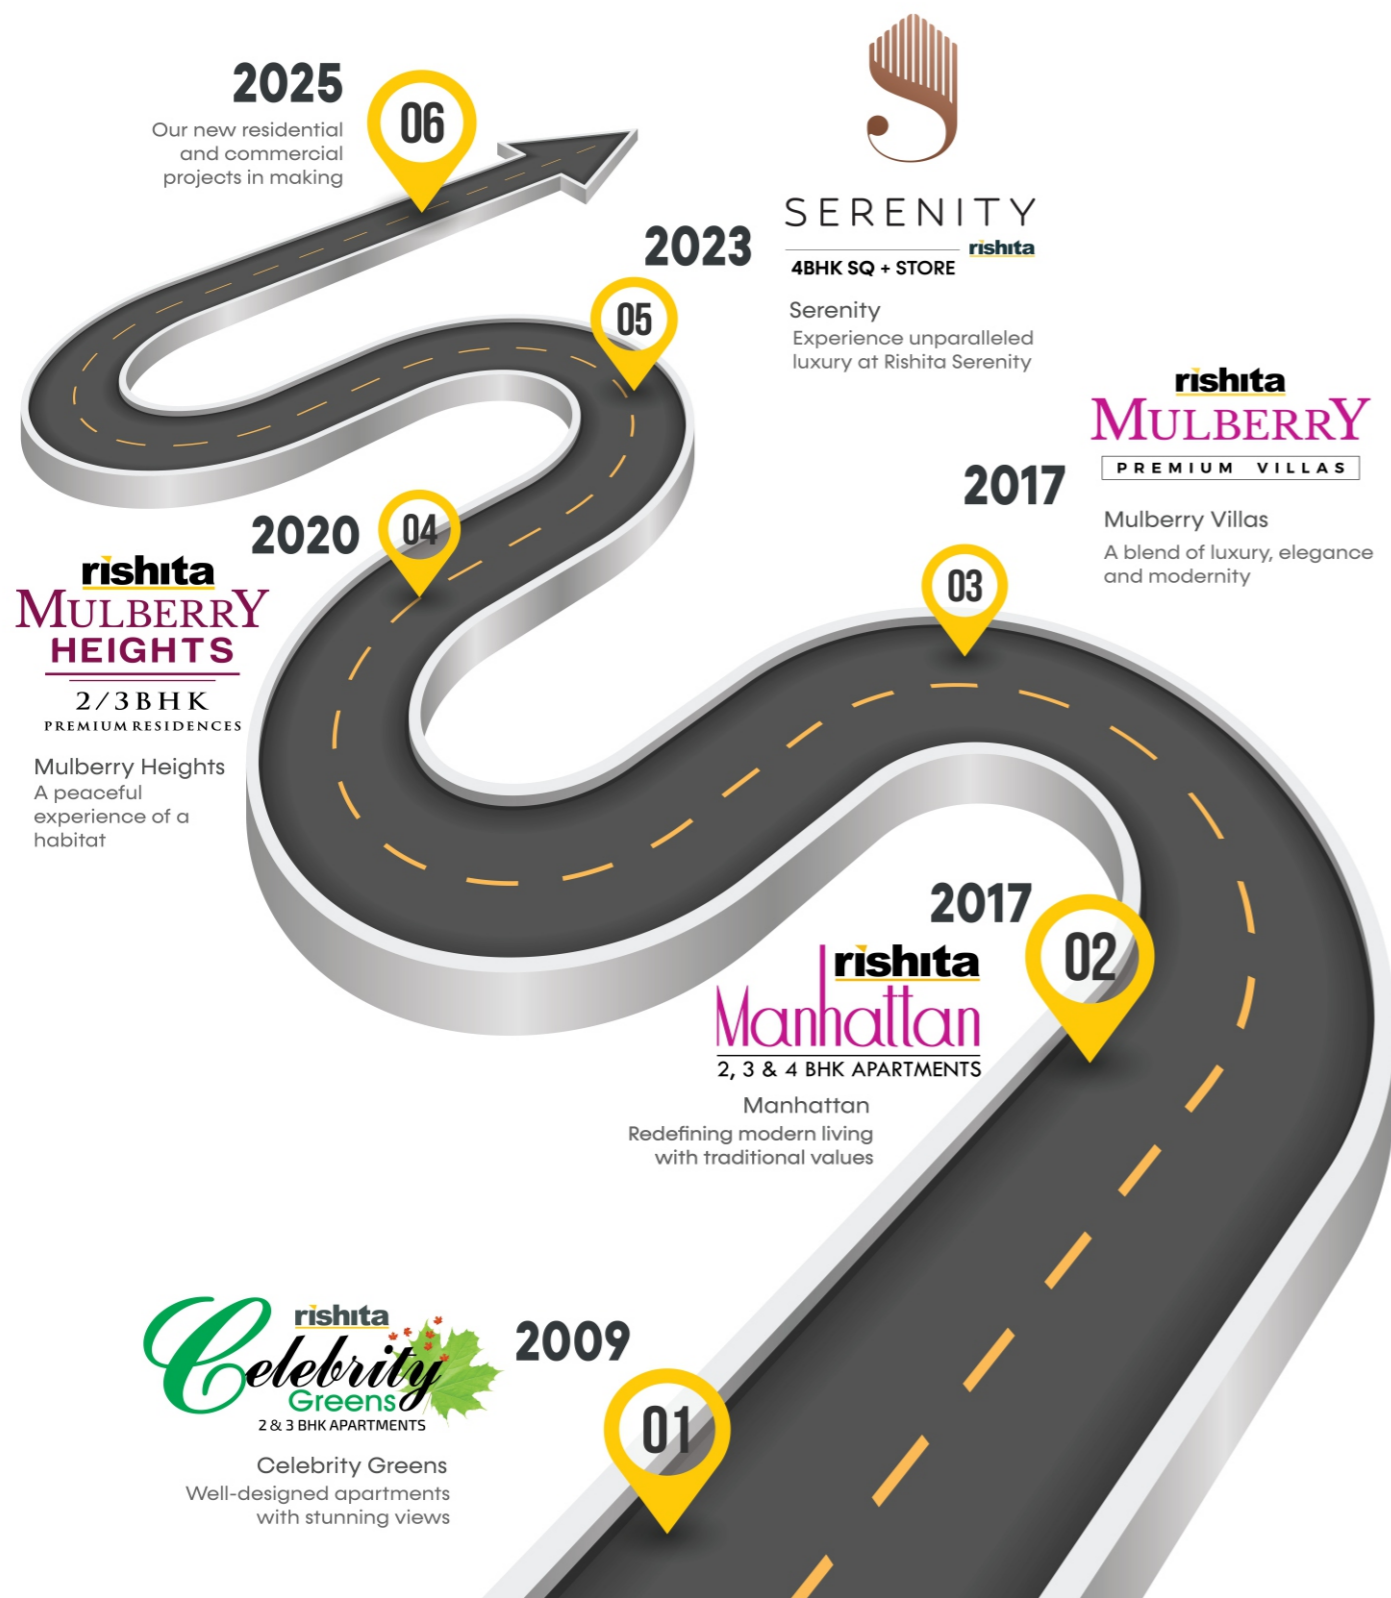 2025
06
Our new residential
and commercial
projects in making
SERENITY
rishita
4BHK SQ + STORE
2023
05
Serenity
Experience unparalleled
luxury at Rishita Serenity
rishita
MULBERRY
PREMIUM VILLAS
2017
03
Mulberry Villas
A blend of luxury, elegance
and modernity
2020
04
rishita
MULBERRY
HEIGHTS
2/3BHK
PREMIUM RESIDENCES
Mulberry Heights
A peaceful
experience of a
habitat
2017
02
rishita
Manhattan
2, 3 & 4 BHK APARTMENTS
Manhattan
Redefining modern living
with traditional values
rishita
Celebrity
Greens
2 & 3 BHK APARTMENTS
2009
01
Celebrity Greens
Well-designed apartments
with stunning views